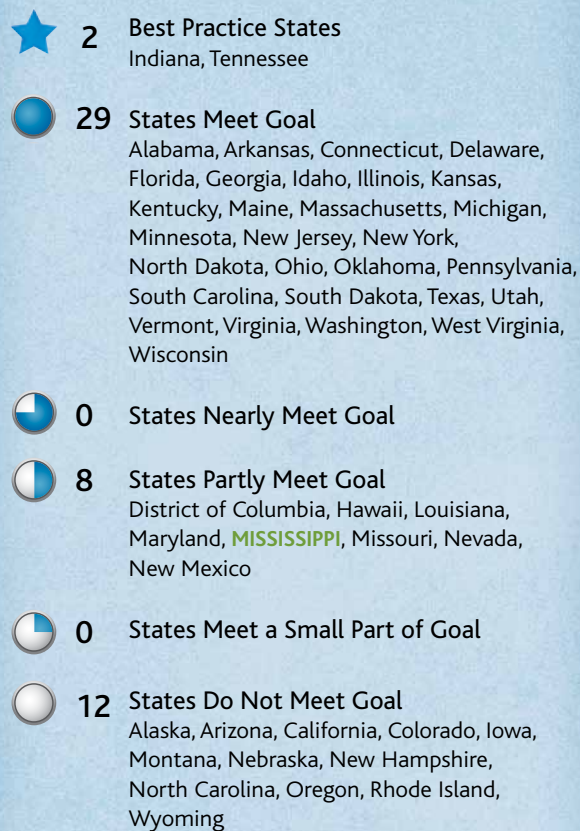 2 Best Practice States
Indiana, Tennessee
29 States Meet Goal
Alabama, Arkansas, Connecticut, Delaware,
Florida, Georgia, Idaho, Illinois, Kansas,
Kentucky, Maine, Massachusetts, Michigan,
Minnesota, New Jersey, New York,
North Dakota, Ohio, Oklahoma, Pennsylvania,
South Carolina, South Dakota, Texas, Utah,
Vermont, Virginia, Washington, West Virginia,
Wisconsin
0 States Nearly Meet Goal
8 States Partly Meet Goal
District of Columbia, Hawaii, Louisiana,
Maryland, MISSISSIPPI, Missouri, Nevada,
New Mexico
0 States Meet a Small Part of Goal
12 States Do Not Meet Goal
Alaska, Arizona, California, Colorado, Iowa,
Montana, Nebraska, New Hampshire,
North Carolina, Oregon, Rhode Island,
Wyoming